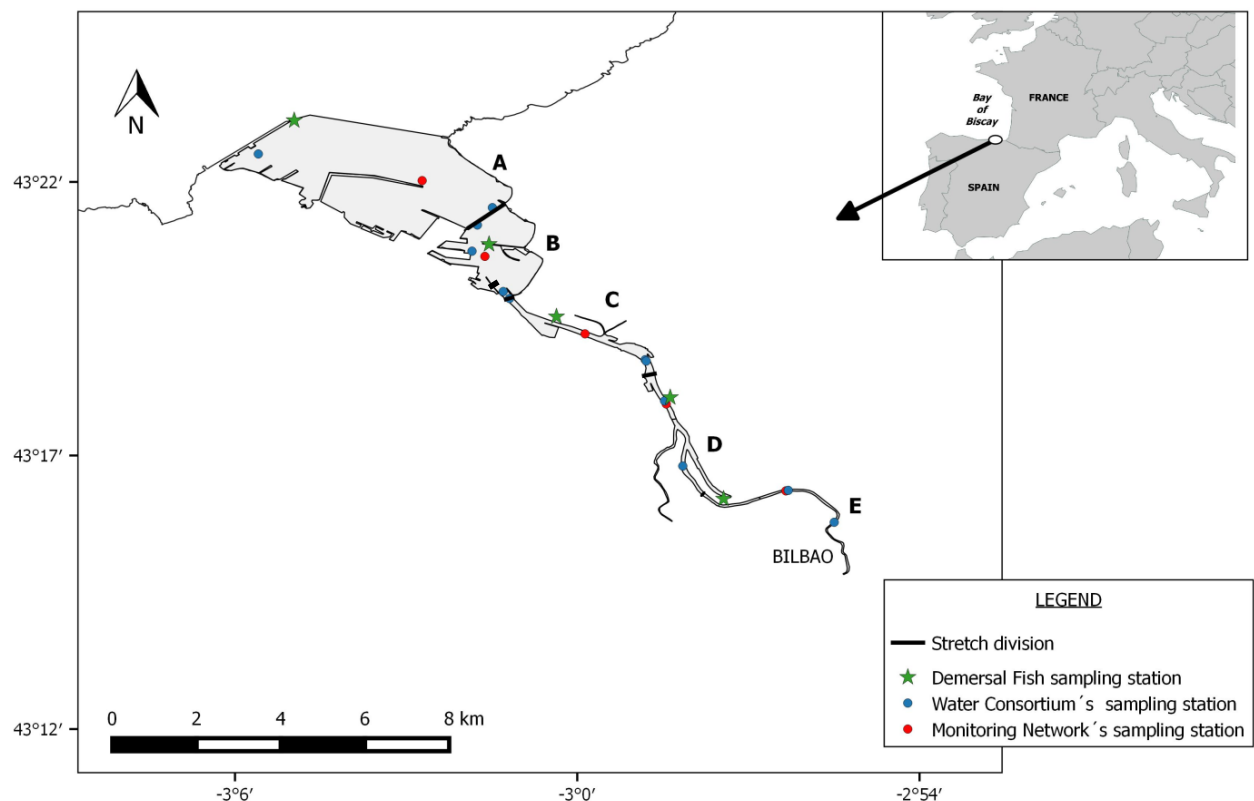 Bay
of
Biscay
FRANCE
SPAIN
N
A
B
C
D
E
BILBAO
43°22′
43°17′
43°12′
-3°6′
-3°0′
-2°54′
0 2 4 6 8 km
LEGEND
Stretch division
Demersal Fish sampling station
Water Consortium´s sampling station
Monitoring Network´s sampling station